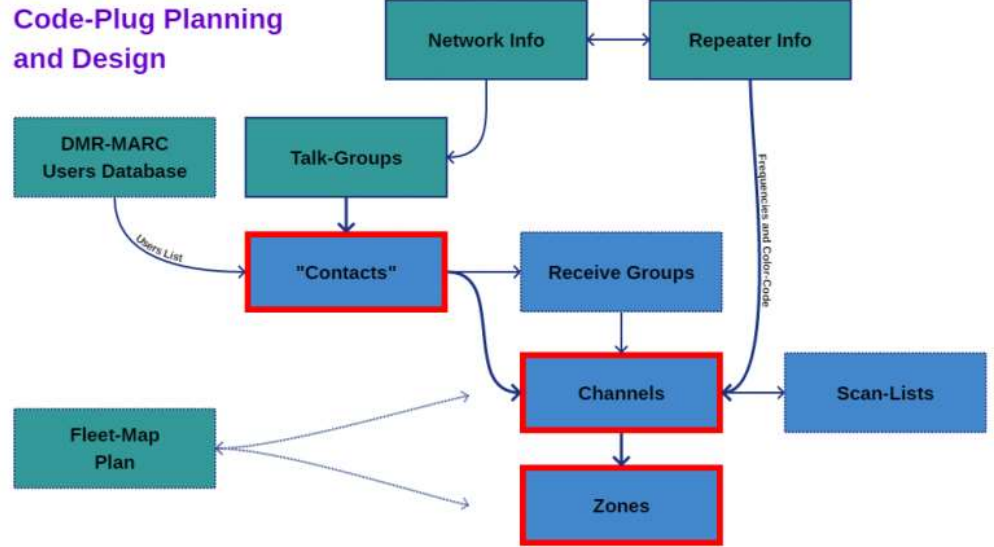 Code-Plug Planning
and Design
Network Info
Repeater Info
DMR-MARC
Users Database
Talk-Groups
Frequencies and Color-Code
Users List
"Contacts"
Receive Groups
Channels
Scan-Lists
Fleet-Map
Plan
Zones